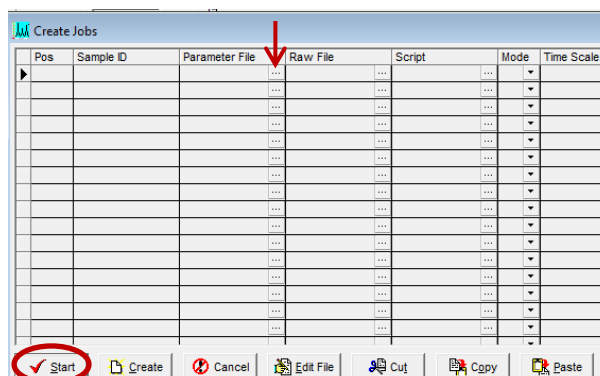 Create Jobs
Pos Sample ID Parameter File Raw File Script Mode Time Scale
Start Create Cancel Edit File Cut Copy Paste